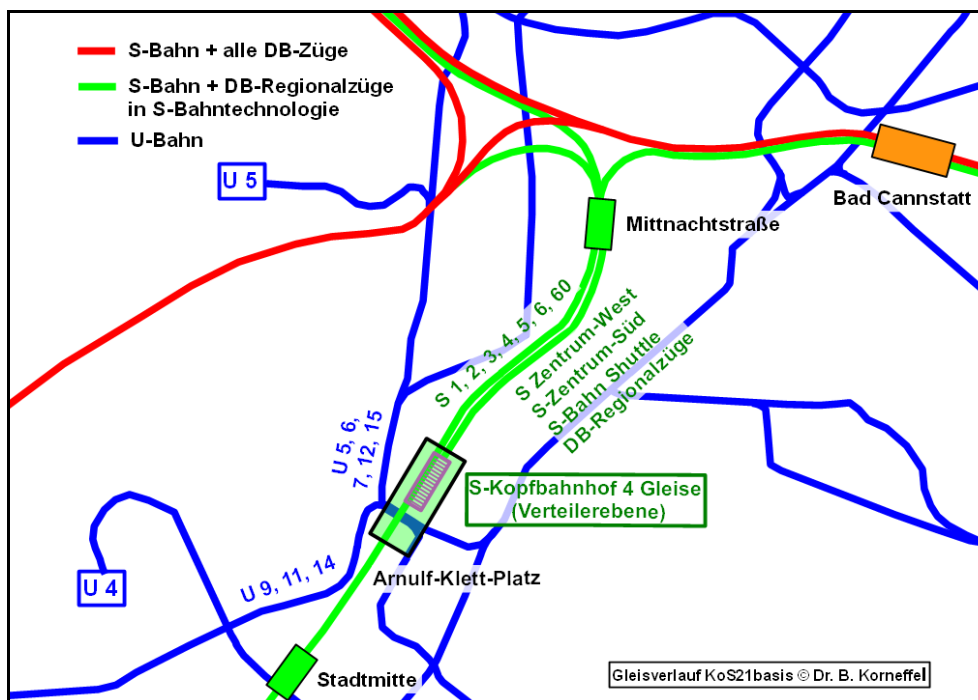 S-Bahn + alle DB-Züge
S-Bahn + DB-Regionalzüge
in S-Bahntechnologie
U-Bahn
U 5
Bad Cannstatt
Mittnachtstraße
S 1, 2, 3, 4, 5, 6, 60
S Zentrum-West
S-Zentrum-Süd
S-Bahn Shuttle
DB-Regionalzüge
U 5, 6,
7, 12, 15
S-Kopfbahnhof 4 Gleise
(Verteilerebene)
Arnulf-Klett-Platz
U 4
U 9, 11, 14
Stadtmitte
Gleisverlauf KoS21basis © Dr. B. Korneffel